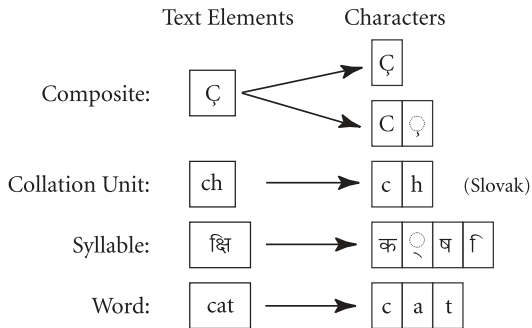 Text Elements Characters
Ç
Composite: Ç
C ◌̧
Collation Unit: ch c h (Slovak)
Syllable: क्षि क ◌् ष ि
Word: cat c a t